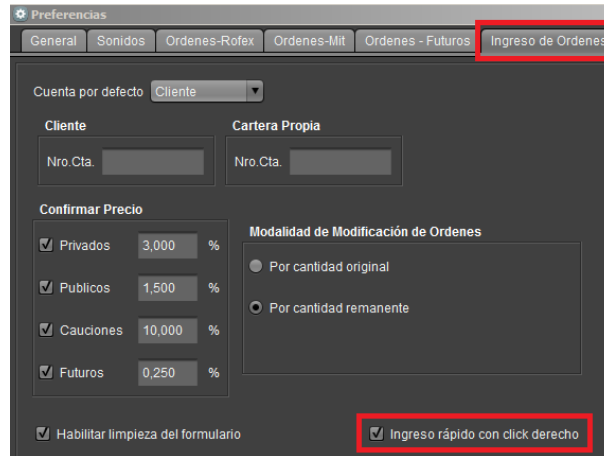 Preferencias
General Sonidos Ordenes-Rofex Ordenes-Mit Ordenes - Futuros Ingreso de Ordenes
Cuenta por defecto Cliente
Cliente Cartera Propia
Nro.Cta. Nro.Cta.
Confirmar Precio
Modalidad de Modificación de Ordenes
Privados 3,000 %
Por cantidad original
Publicos 1,500 %
Por cantidad remanente
Cauciones 10,000 %
Futuros 0,250 %
Habilitar limpieza del formulario Ingreso rápido con click derecho